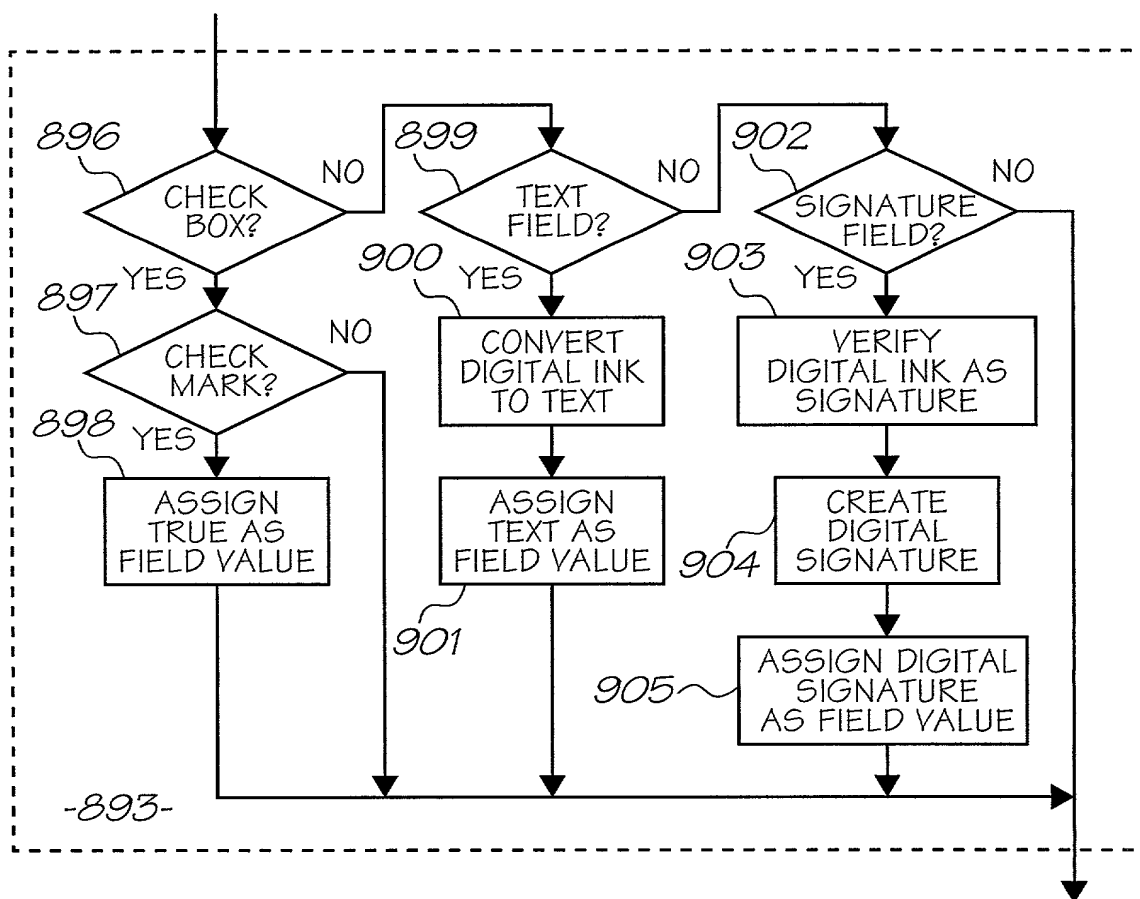 896
CHECK
BOX?
NO
YES
899
TEXT
FIELD?
NO
YES
902
SIGNATURE
FIELD?
NO
YES
897
CHECK
MARK?
NO
YES
898
ASSIGN
TRUE AS
FIELD VALUE
900
CONVERT
DIGITAL INK
TO TEXT
ASSIGN
TEXT AS
FIELD VALUE
901
903
VERIFY
DIGITAL INK AS
SIGNATURE
CREATE
DIGITAL
SIGNATURE
904
ASSIGN DIGITAL
SIGNATURE
AS FIELD VALUE
905
-893-